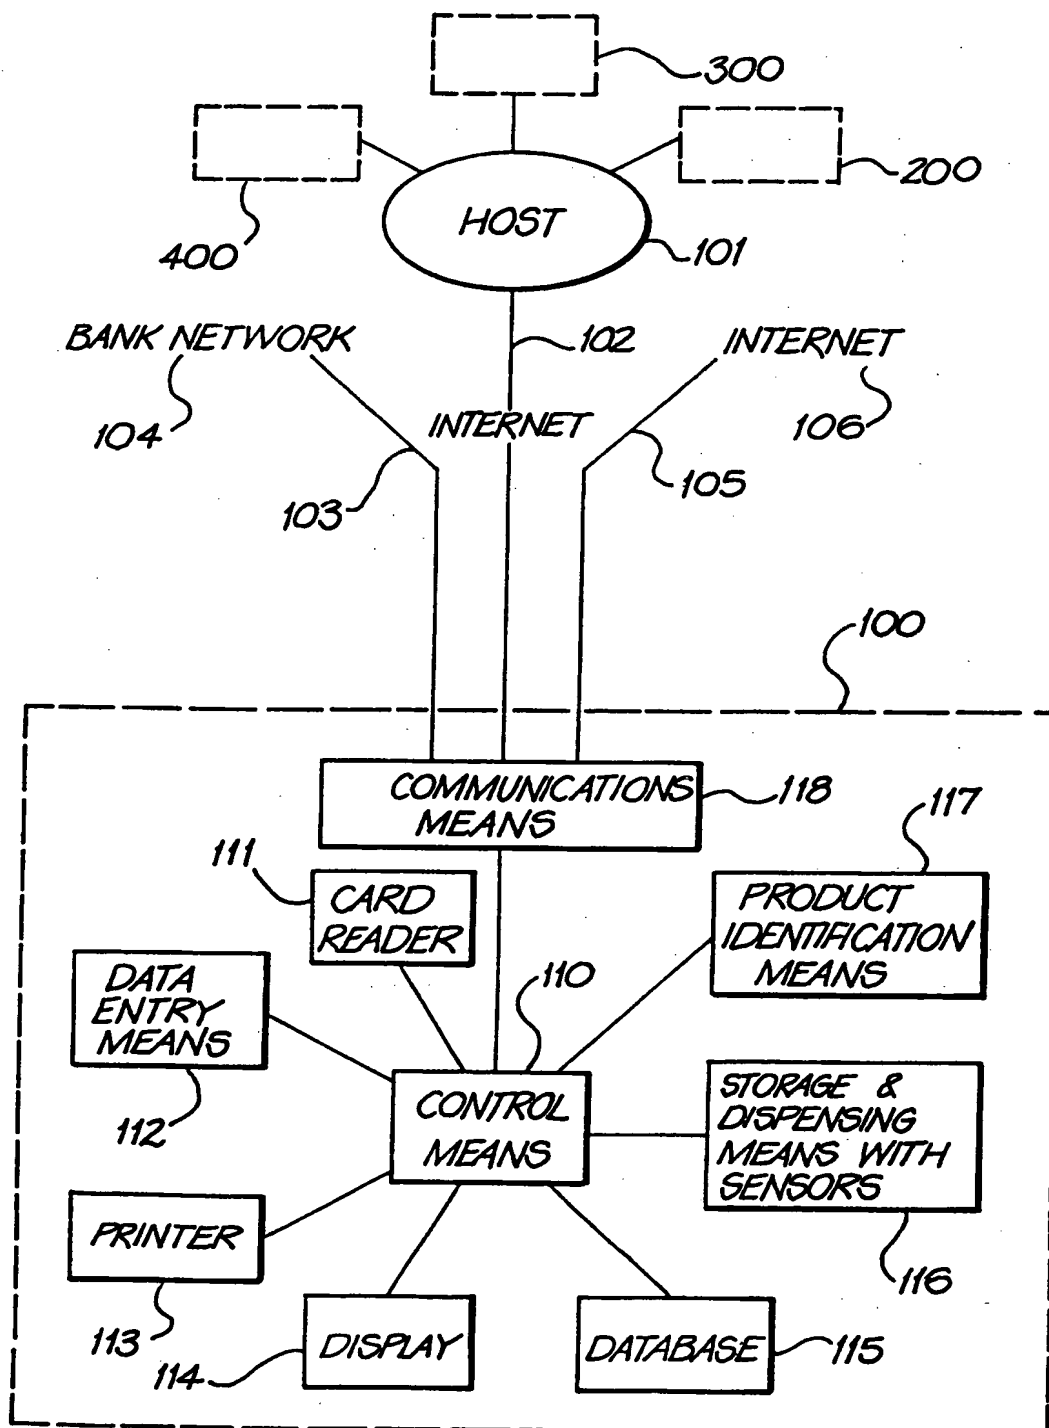 300
400
200
HOST
101
BANK NETWORK
102
INTERNET
104
INTERNET
106
103
105
100
COMMUNICATIONS
MEANS
118
117
111
CARD
READER
PRODUCT
IDENTIFICATION
MEANS
DATA
ENTRY
MEANS
110
112
CONTROL
MEANS
STORAGE &
DISPENSING
MEANS WITH
SENSORS
PRINTER
116
113
DISPLAY
114
DATABASE
115